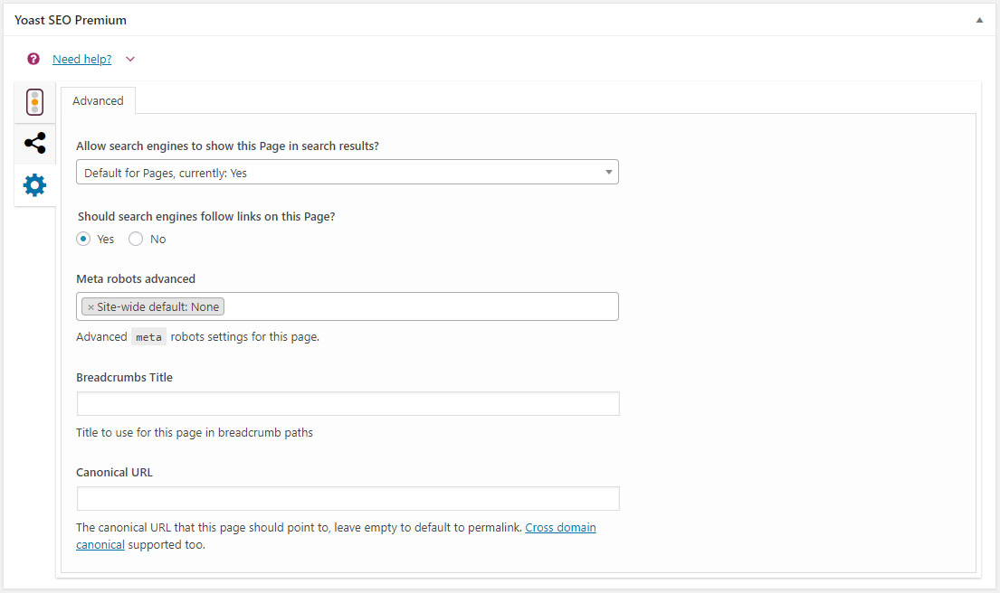 Yoast SEO Premium
Need help?
Advanced
Allow search engines to show this Page in search results?
Default for Pages, currently: Yes
Should search engines follow links on this Page?
Yes No
Meta robots advanced
× Site-wide default: None
Advanced meta robots settings for this page.
Breadcrumbs Title
Title to use for this page in breadcrumb paths
Canonical URL
The canonical URL that this page should point to, leave empty to default to permalink. Cross domain
canonical supported too.